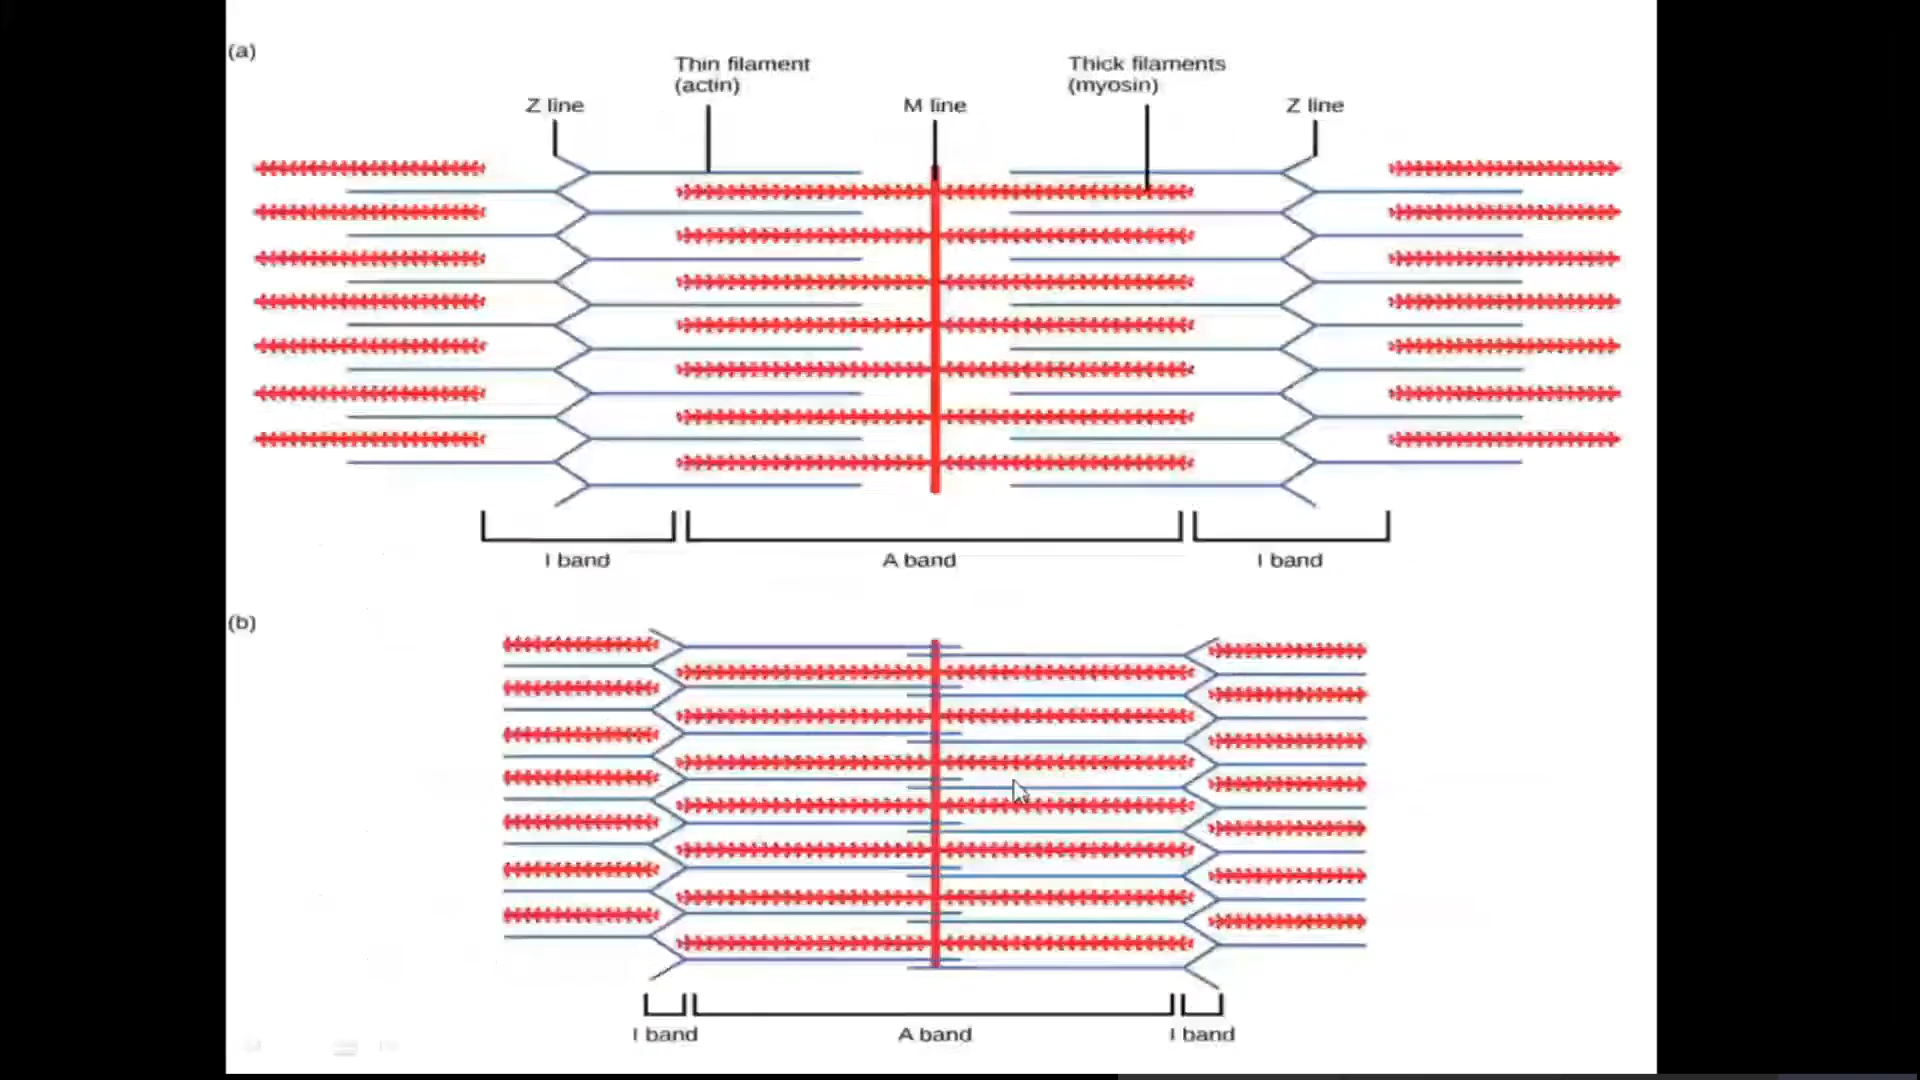 (a)
Thin filament
(actin)
Thick filaments
(myosin)
Z line
M line
Z line
I band
A band
I band
(b)
I band
A band
I band